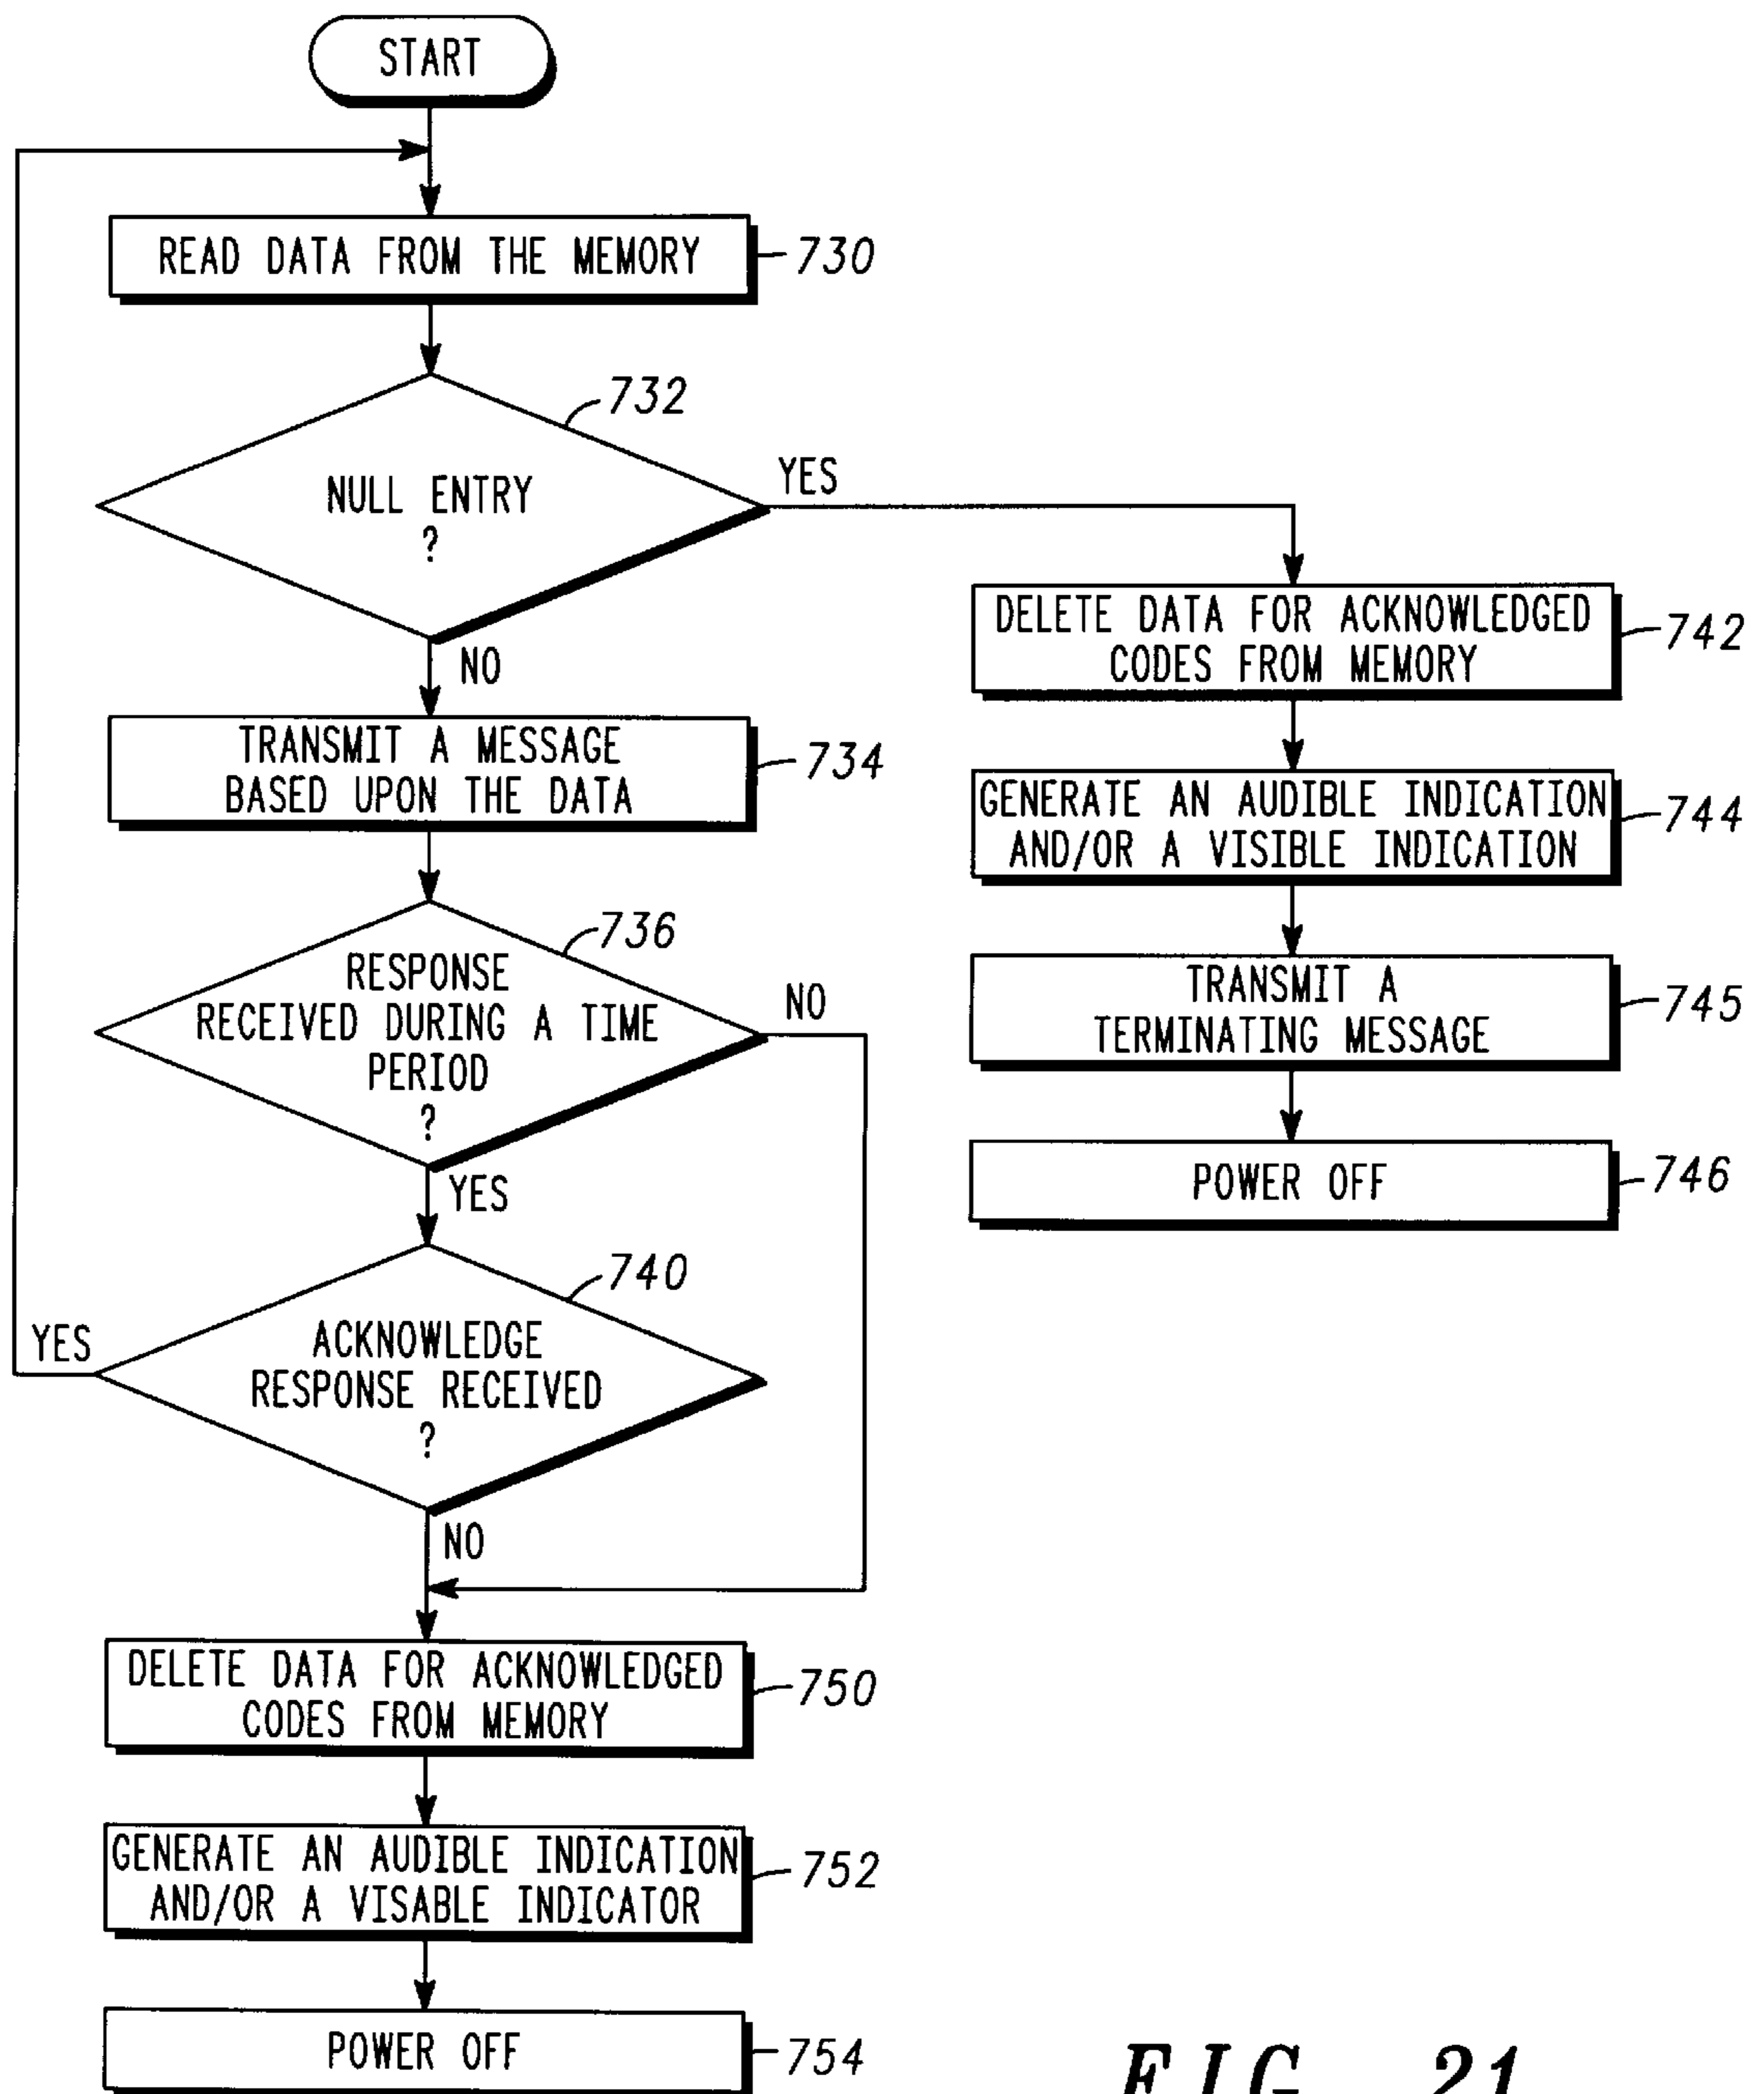 START
READ DATA FROM THE MEMORY
730
732
NULL ENTRY
?
YES
NO
TRANSMIT A MESSAGE
BASED UPON THE DATA
734
736
RESPONSE
RECEIVED DURING A TIME
PERIOD
?
NO
YES
740
ACKNOWLEDGE
RESPONSE RECEIVED
?
YES
NO
DELETE DATA FOR ACKNOWLEDGED
CODES FROM MEMORY
750
GENERATE AN AUDIBLE INDICATION
AND/OR A VISABLE INDICATOR
752
POWER OFF
754
DELETE DATA FOR ACKNOWLEDGED
CODES FROM MEMORY
742
GENERATE AN AUDIBLE INDICATION
AND/OR A VISIBLE INDICATION
744
TRANSMIT A
TERMINATING MESSAGE
745
POWER OFF
746
FIG. 21